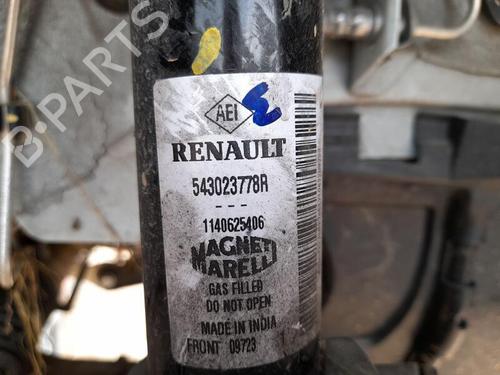 B-PARTS
AEI
RENAULT
543023778R
---
1140625406
MAGNETI
MARELLI
GAS FILLED
DO NOT OPEN
MADE IN INDIA
FRONT 09723